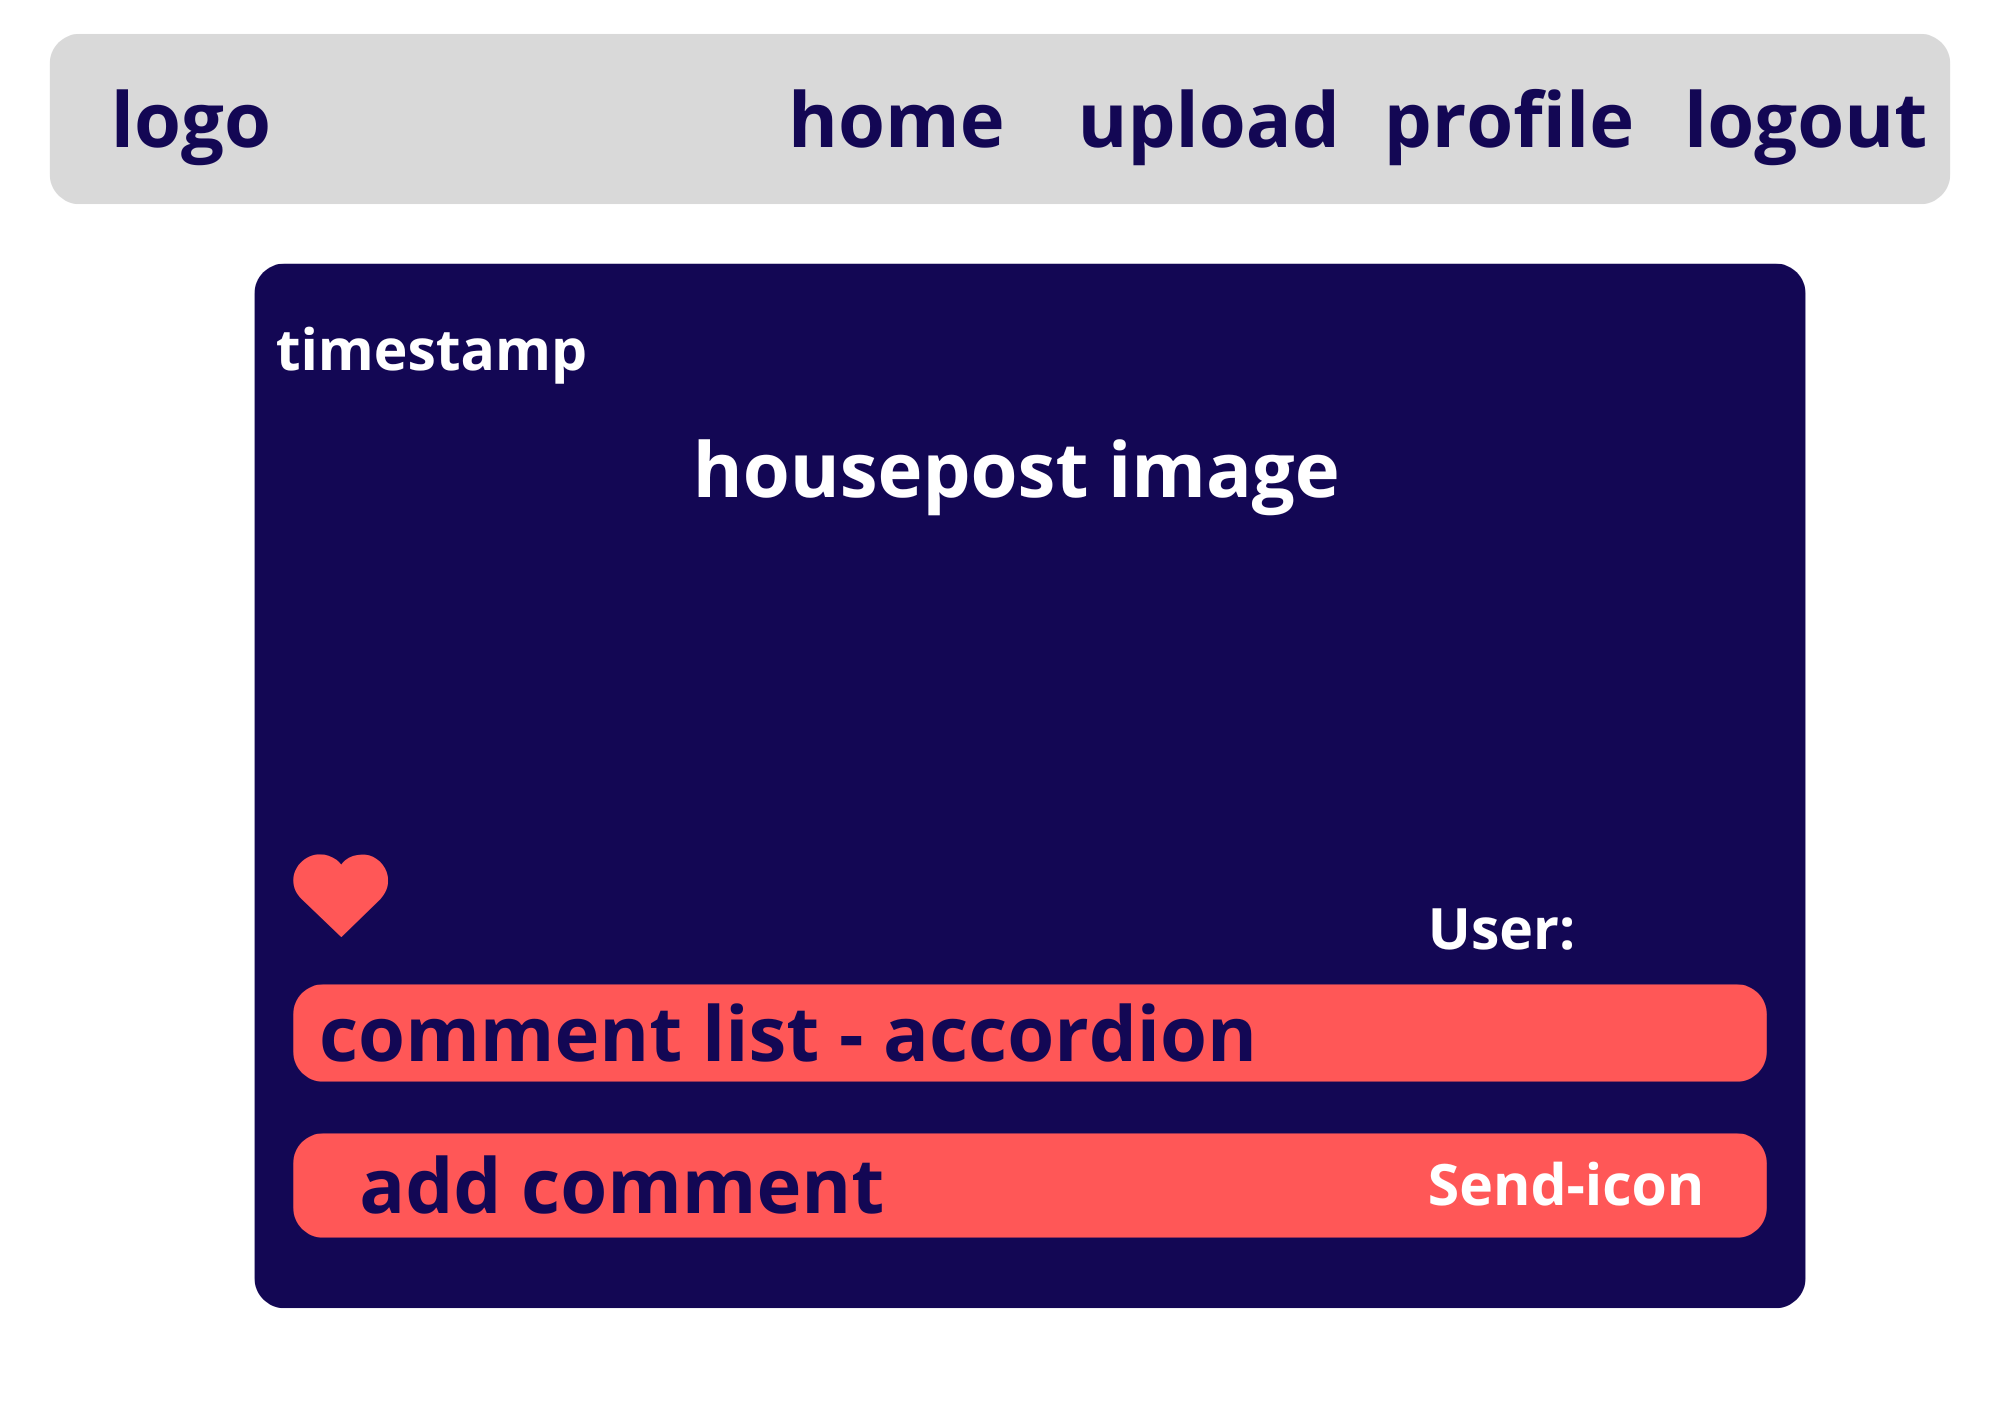 logo home upload profile logout
timestamp
housepost image
User:
comment list - accordion
add comment Send-icon